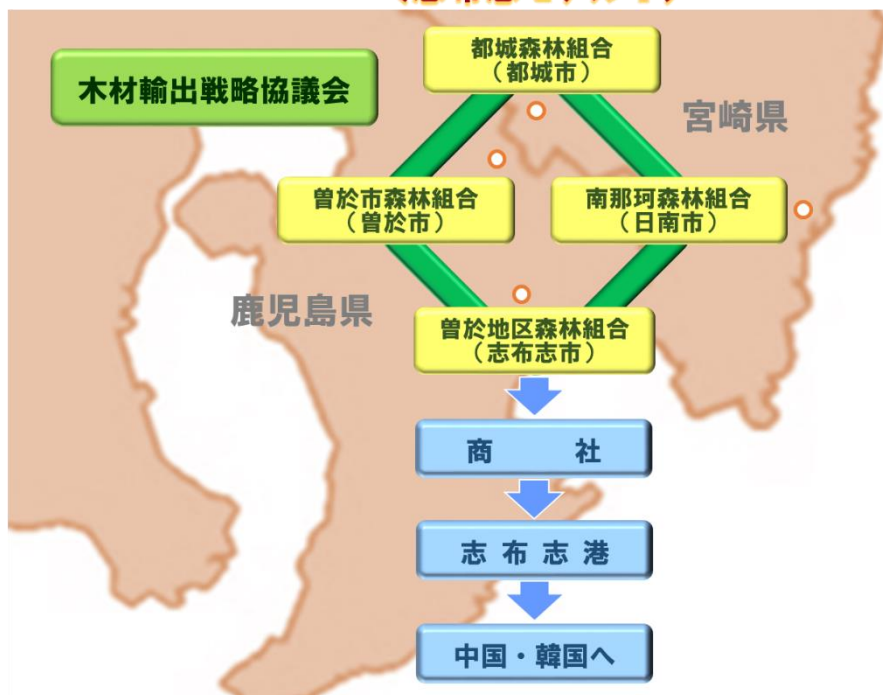 木材輸出戦略協議会
都城森林組合
（都城市）
宮崎県
曽於市森林組合
（曽於市）
南那珂森林組合
（日南市）
鹿児島県
曽於地区森林組合
（志布志市）
商　　社
志 布 志 港
中国・韓国へ